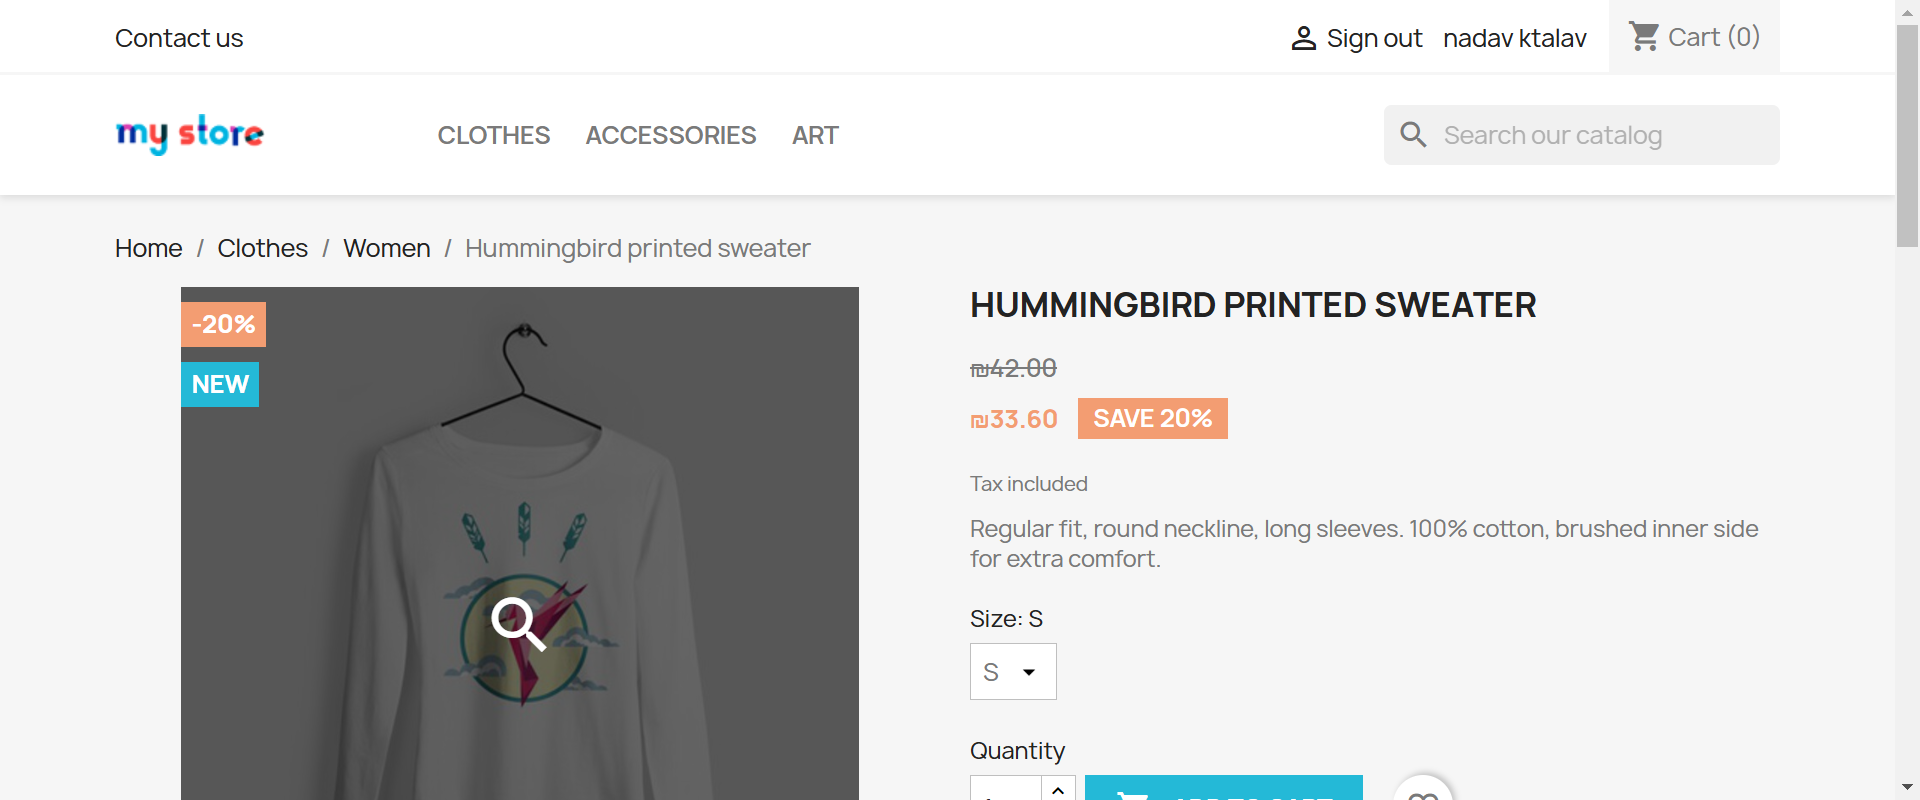 Contact us
Sign out nadav ktalav Cart (0)
my store CLOTHES ACCESSORIES ART Search our catalog
Home / Clothes / Women / Hummingbird printed sweater
-20%
NEW
HUMMINGBIRD PRINTED SWEATER
₪42.00
₪33.60 SAVE 20%
Tax included
Regular fit, round neckline, long sleeves. 100% cotton, brushed inner side
for extra comfort.
Size: S
S
Quantity